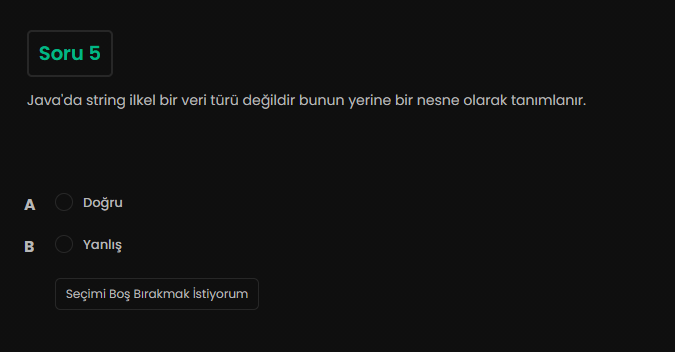 Soru 5
Java'da string ilkel bir veri türü değildir bunun yerine bir nesne olarak tanımlanır.
A Doğru
B Yanlış
Seçimi Boş Bırakmak İstiyorum